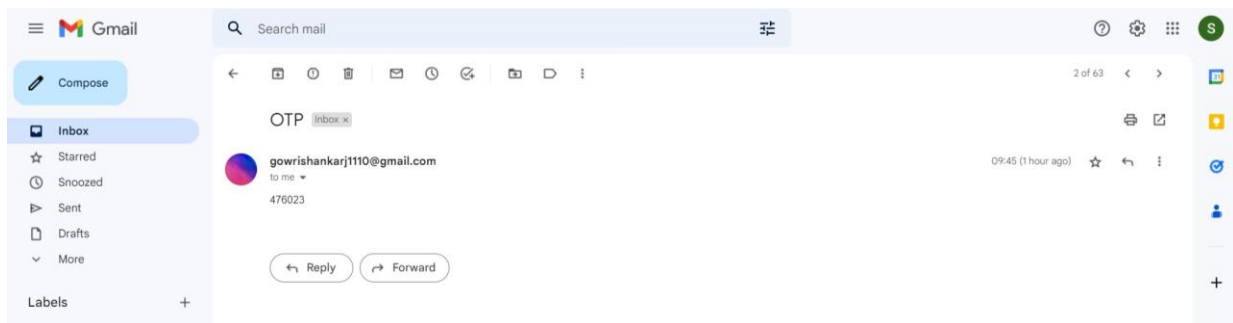 Gmail
Search mail
S
Compose
2 of 63
31
OTP Inbox x
Inbox
Starred
gowrishankarj1110@gmail.com
09:45 (1 hour ago)
to me
Snoozed
476023
Sent
Drafts
More
Reply
Forward
Labels